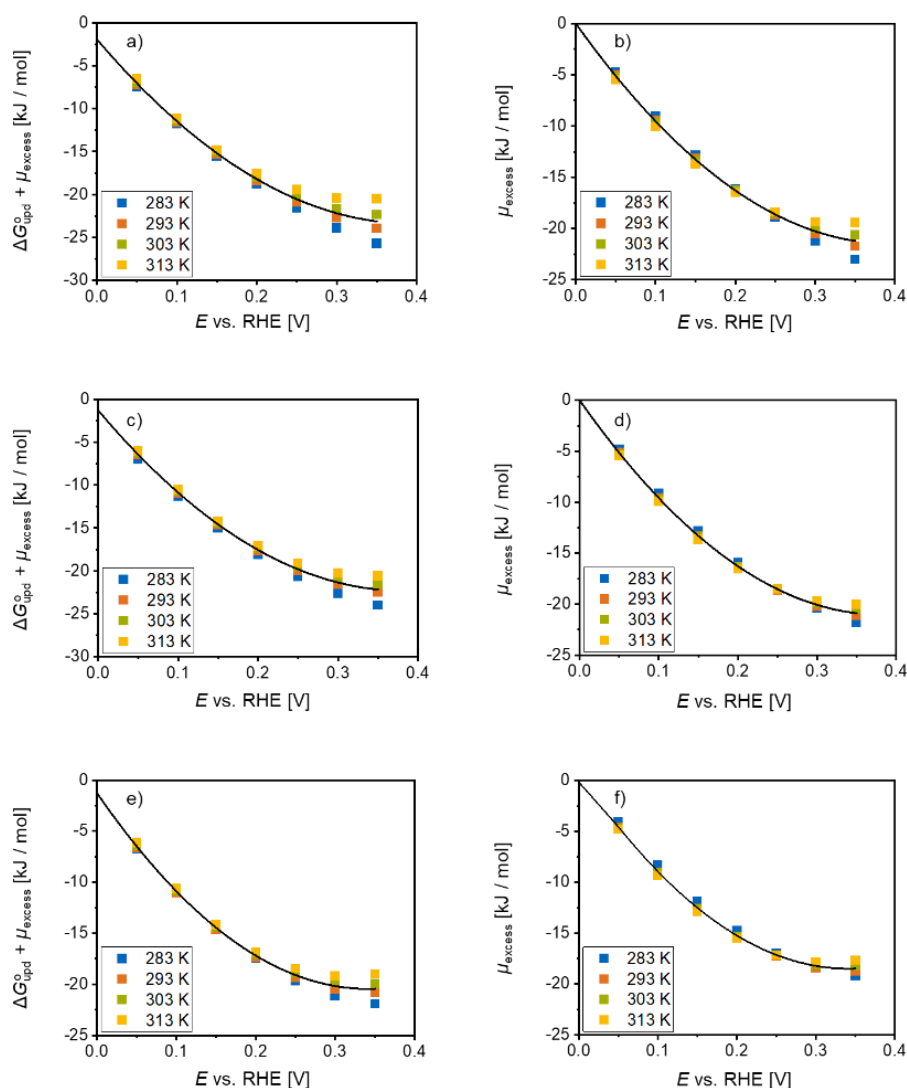 a)
ΔG°upd + μexcess [kJ / mol]
0
-5
-10
-15
-20
-25
-30
283 K
293 K
303 K
313 K
0.0 0.1 0.2 0.3 0.4
E vs. RHE [V]
b)
μexcess [kJ / mol]
0
-5
-10
-15
-20
-25
283 K
293 K
303 K
313 K
0.0 0.1 0.2 0.3 0.4
E vs. RHE [V]
c)
ΔG°upd + μexcess [kJ / mol]
0
-5
-10
-15
-20
-25
-30
283 K
293 K
303 K
313 K
0.0 0.1 0.2 0.3 0.4
E vs. RHE [V]
d)
μexcess [kJ / mol]
0
-5
-10
-15
-20
-25
283 K
293 K
303 K
313 K
0.0 0.1 0.2 0.3 0.4
E vs. RHE [V]
e)
ΔG°upd + μexcess [kJ / mol]
0
-5
-10
-15
-20
-25
283 K
293 K
303 K
313 K
0.0 0.1 0.2 0.3 0.4
E vs. RHE [V]
f)
μexcess [kJ / mol]
0
-5
-10
-15
-20
-25
283 K
293 K
303 K
313 K
0.0 0.1 0.2 0.3 0.4
E vs. RHE [V]